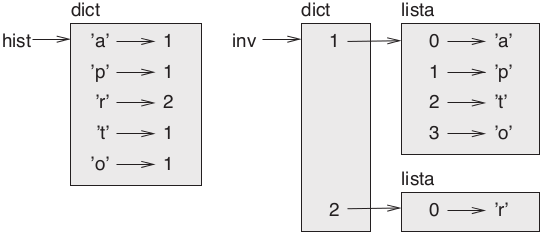 dict
hist
'a' 1
'p' 1
'r' 2
't' 1
'o' 1
dict
inv
1
2
lista
0 'a'
1 'p'
2 't'
3 'o'
lista
0 'r'